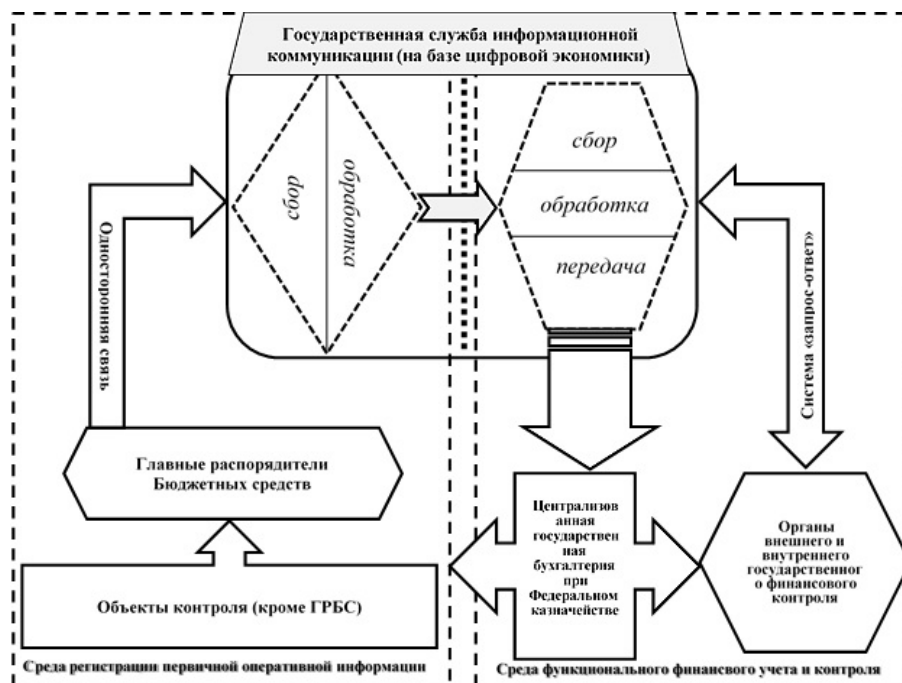 Государственная служба информационной
коммуникации (на базе цифровой экономики)
сбор
обработка
сбор
обработка
передача
Односторонняя связь
Система «запрос-ответ»
Главные распорядители
Бюджетных средств
Объекты контроля (кроме ГРБС)
Централизов
анная
государствен
ная
бухгалтерия
при
Федеральном
казначействе
Органы
внешнего и
внутреннего
государственног
о финансового
контроля
Среда регистрации первичной оперативной информации
Среда функционального финансвого учета и контроля